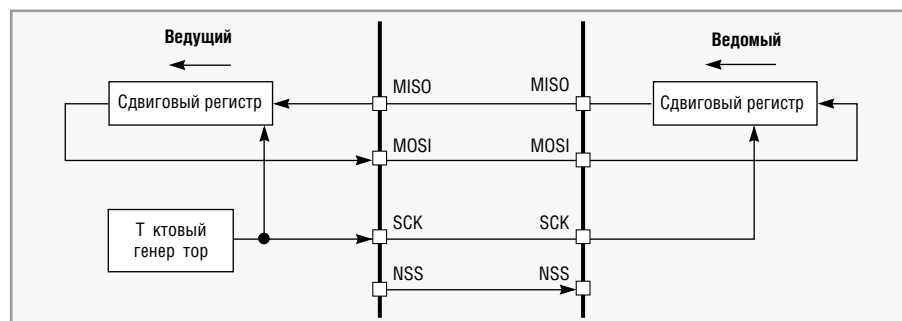 Ведущий
Ведомый
MISO
MISO
Сдвиговый регистр
Сдвиговый регистр
MOSI
MOSI
Т ктовый
генер тор
SCK
SCK
NSS
NSS